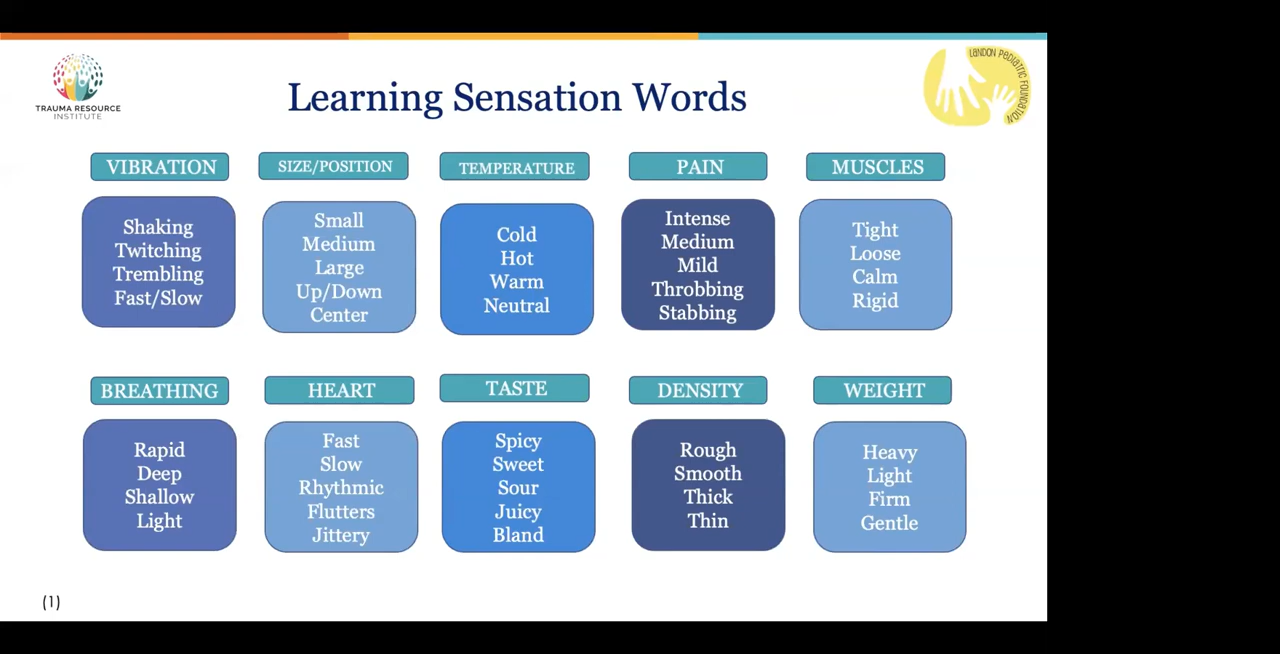 TRAUMA RESOURCE
INSTITUTE
Learning Sensation Words
LANDON PEDIATRIC FOUNDATION
VIBRATION
Shaking
Twitching
Trembling
Fast/Slow
SIZE/POSITION
Small
Medium
Large
Up/Down
Center
TEMPERATURE
Cold
Hot
Warm
Neutral
PAIN
Intense
Medium
Mild
Throbbing
Stabbing
MUSCLES
Tight
Loose
Calm
Rigid
BREATHING
Rapid
Deep
Shallow
Light
HEART
Fast
Slow
Rhythmic
Flutters
Jittery
TASTE
Spicy
Sweet
Sour
Juicy
Bland
DENSITY
Rough
Smooth
Thick
Thin
WEIGHT
Heavy
Light
Firm
Gentle
(1)